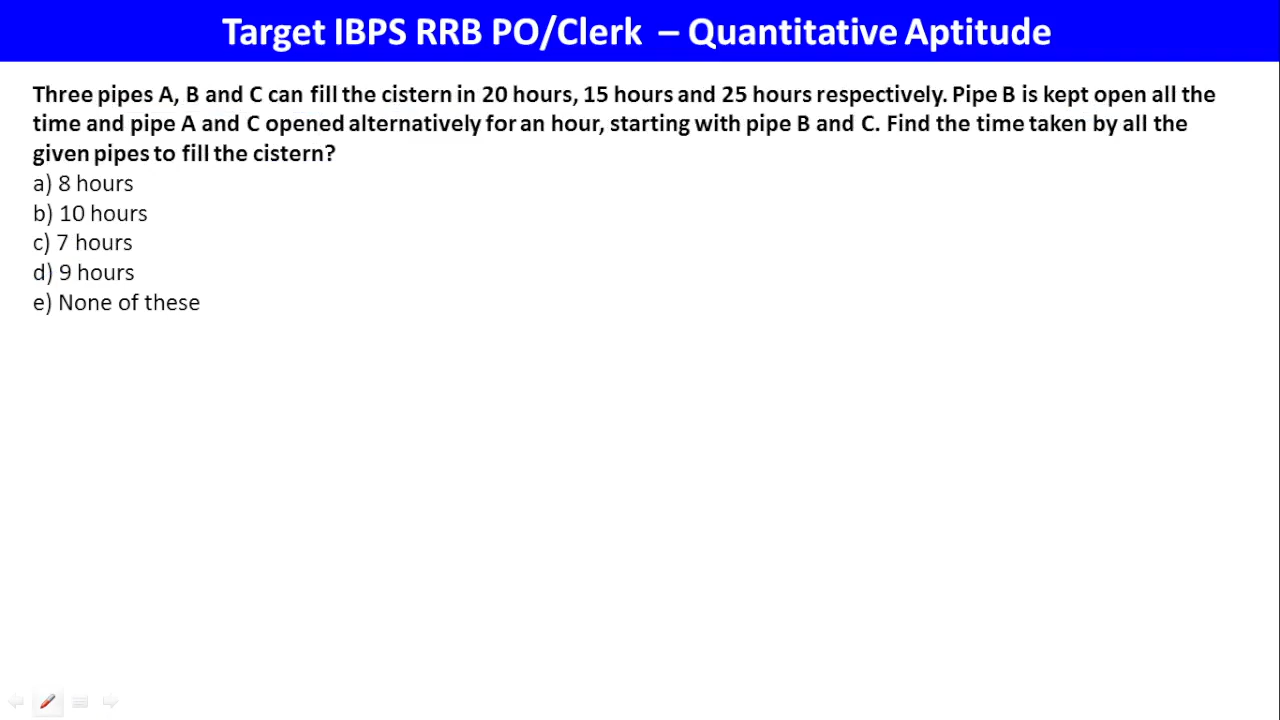 Target IBPS RRB PO/Clerk – Quantitative Aptitude
Three pipes A, B and C can fill the cistern in 20 hours, 15 hours and 25 hours respectively. Pipe B is kept open all the
time and pipe A and C opened alternatively for an hour, starting with pipe B and C. Find the time taken by all the
given pipes to fill the cistern?
a) 8 hours
b) 10 hours
c) 7 hours
d) 9 hours
e) None of these